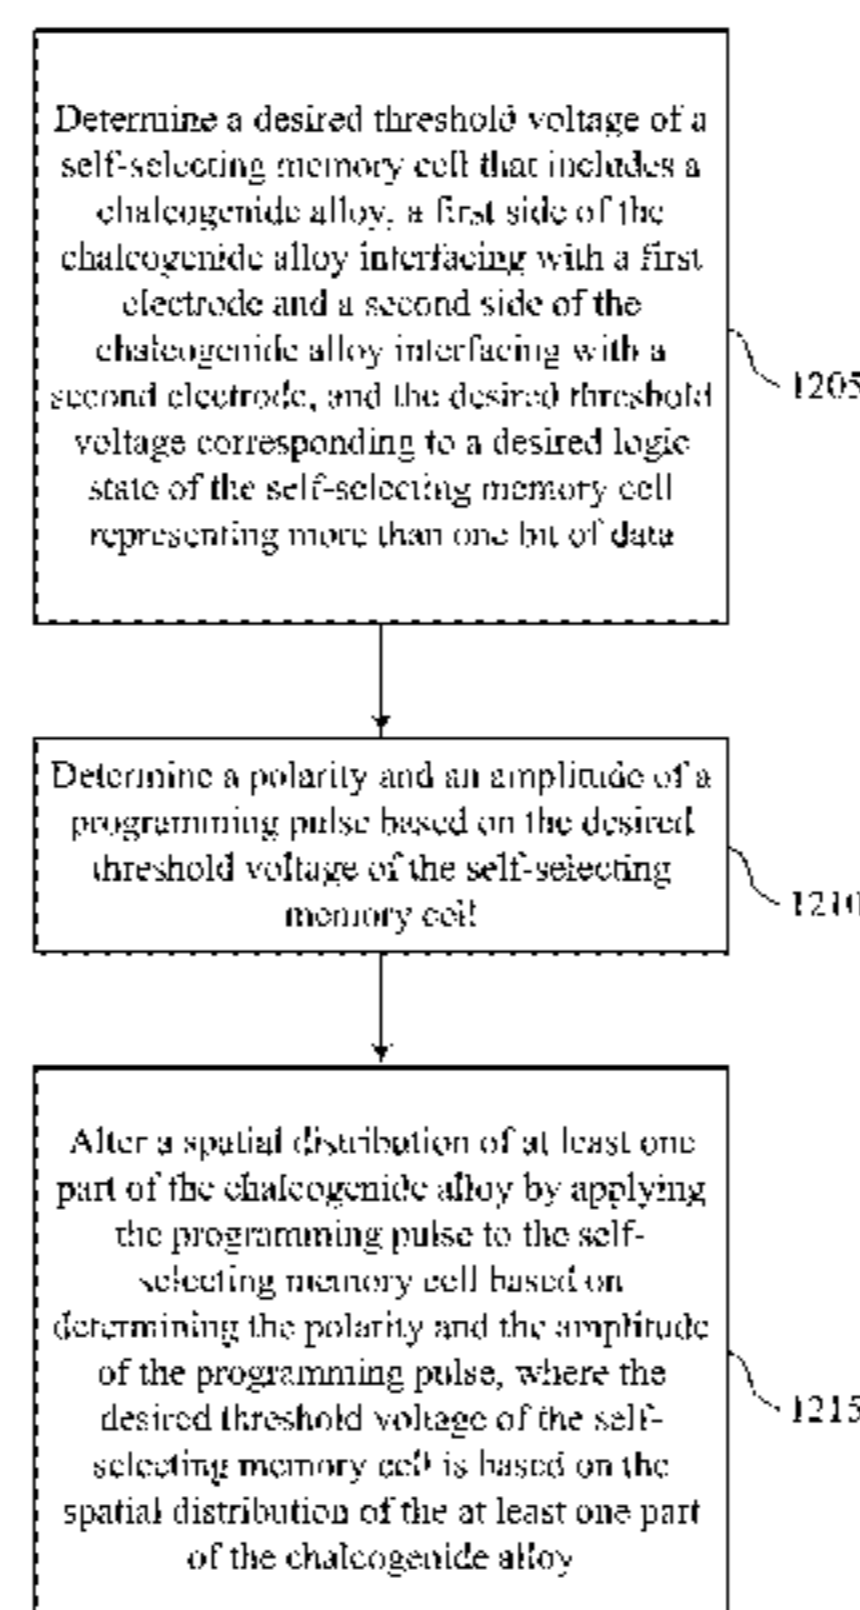 Determine a desired threshold voltage of a
self-selecting memory cell that includes a
chalcogenide alloy, a first side of the
chalcogenide alloy interfacing with a first
electrode and a second side of the
chalcogenide alloy interfacing with a
second electrode, and the desired threshold
voltage corresponding to a desired logic
state of the self-selecting memory cell
representing more than one bit of data
1205
Determine a polarity and an amplitude of a
programming pulse based on the desired
threshold voltage of the self-selecting
memory cell
1210
Alter a spatial distribution of at least one
part of the chalcogenide alloy by applying
the programming pulse to the self-
selecting memory cell based on
determining the polarity and the amplitude
of the programming pulse, where the
desired threshold voltage of the self-
selecting memory cell is based on the
spatial distribution of the at least one part
of the chalcogenide alloy
1215